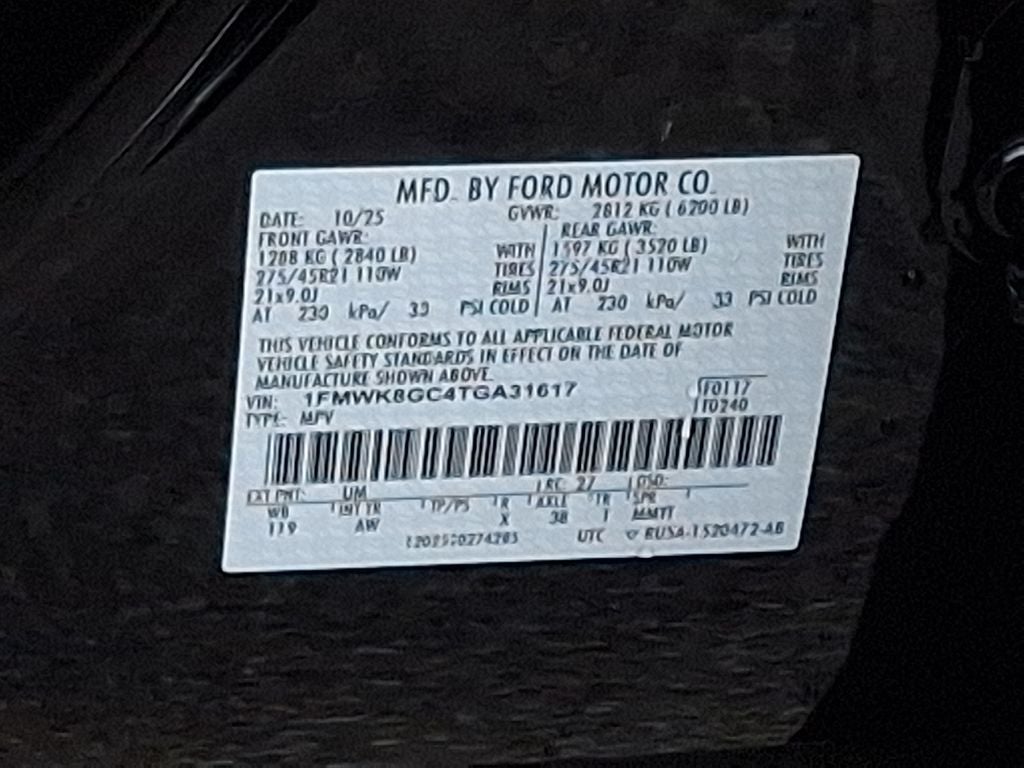 MFD. BY FORD MOTOR CO.
DATE: 10/25 GVWR: 2812 KG ( 6200 LB)
FRONT GAWR: REAR GAWR:
1288 KG ( 2840 LB) WITH 1597 KG ( 3520 LB) WITH
275/45R21 110W TIRES 275/45R21 110W TIRES
21x9.0J RIMS 21x9.0J RIMS
AT 230 kPa/ 33 PSI COLD AT 230 kPa/ 33 PSI COLD
THIS VEHICLE CONFORMS TO ALL APPLICABLE FEDERAL MOTOR
VEHICLE SAFETY STANDARDS IN EFFECT ON THE DATE OF
MANUFACTURE SHOWN ABOVE.
VIN: 1FMWK8GC4TGA31617 F0117
TYPE: MPV T0240
EXT PNT: UM RC: 27 DSO:
WB INT TR TP/PS R AXLE TR SPR
119 AW X 38 MMTT
UTC RUSA-1520472-AB